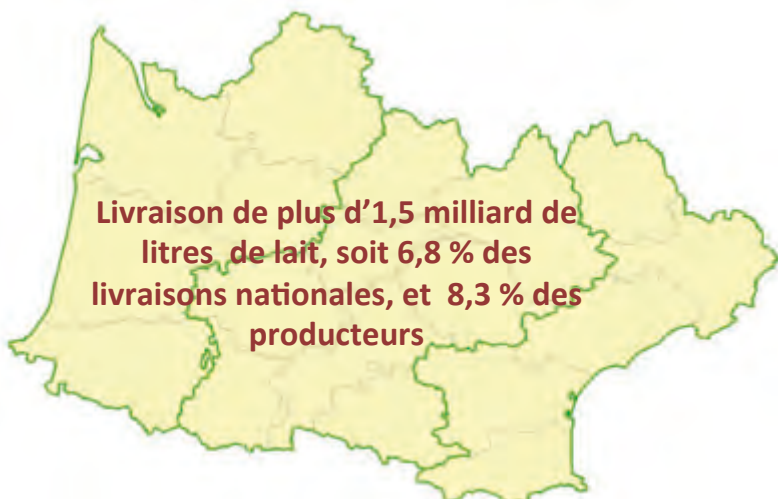 Livraison de plus d’1,5 milliard de
litres de lait, soit 6,8 % des
livraisons nationales, et 8,3 % des
producteurs